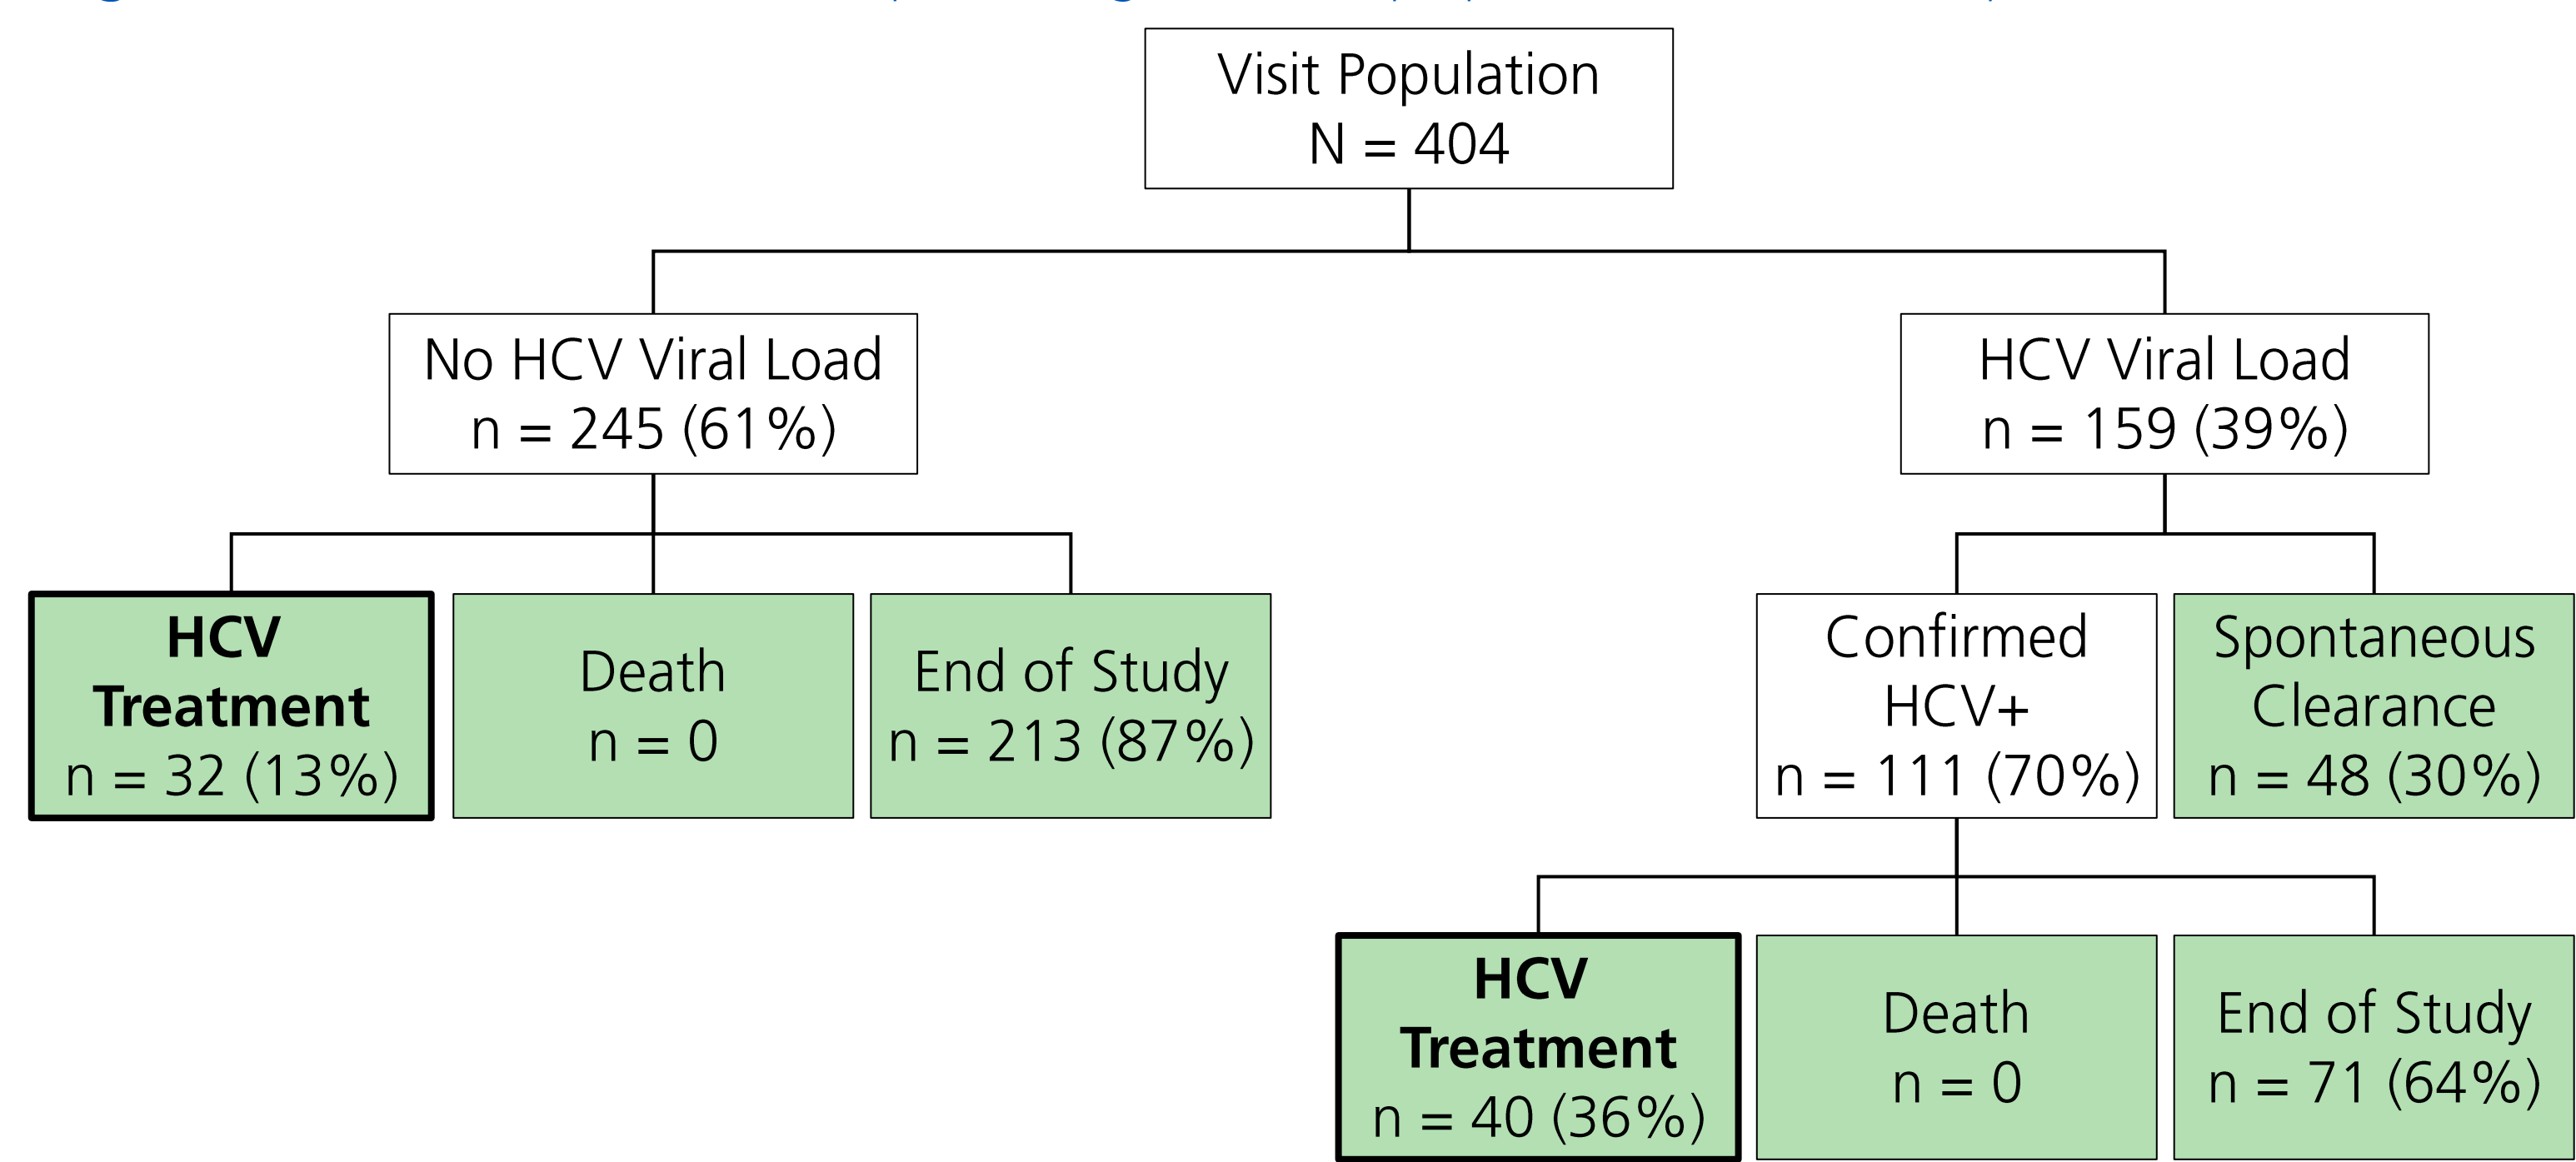 Visit Population
N = 404
No HCV Viral Load
n = 245 (61%)
HCV Viral Load
n = 159 (39%)
HCV
Treatment
n = 32 (13%)
Death
n = 0
End of Study
n = 213 (87%)
Confirmed
HCV+
n = 111 (70%)
Spontaneous
Clearance
n = 48 (30%)
HCV
Treatment
n = 40 (36%)
Death
n = 0
End of Study
n = 71 (64%)